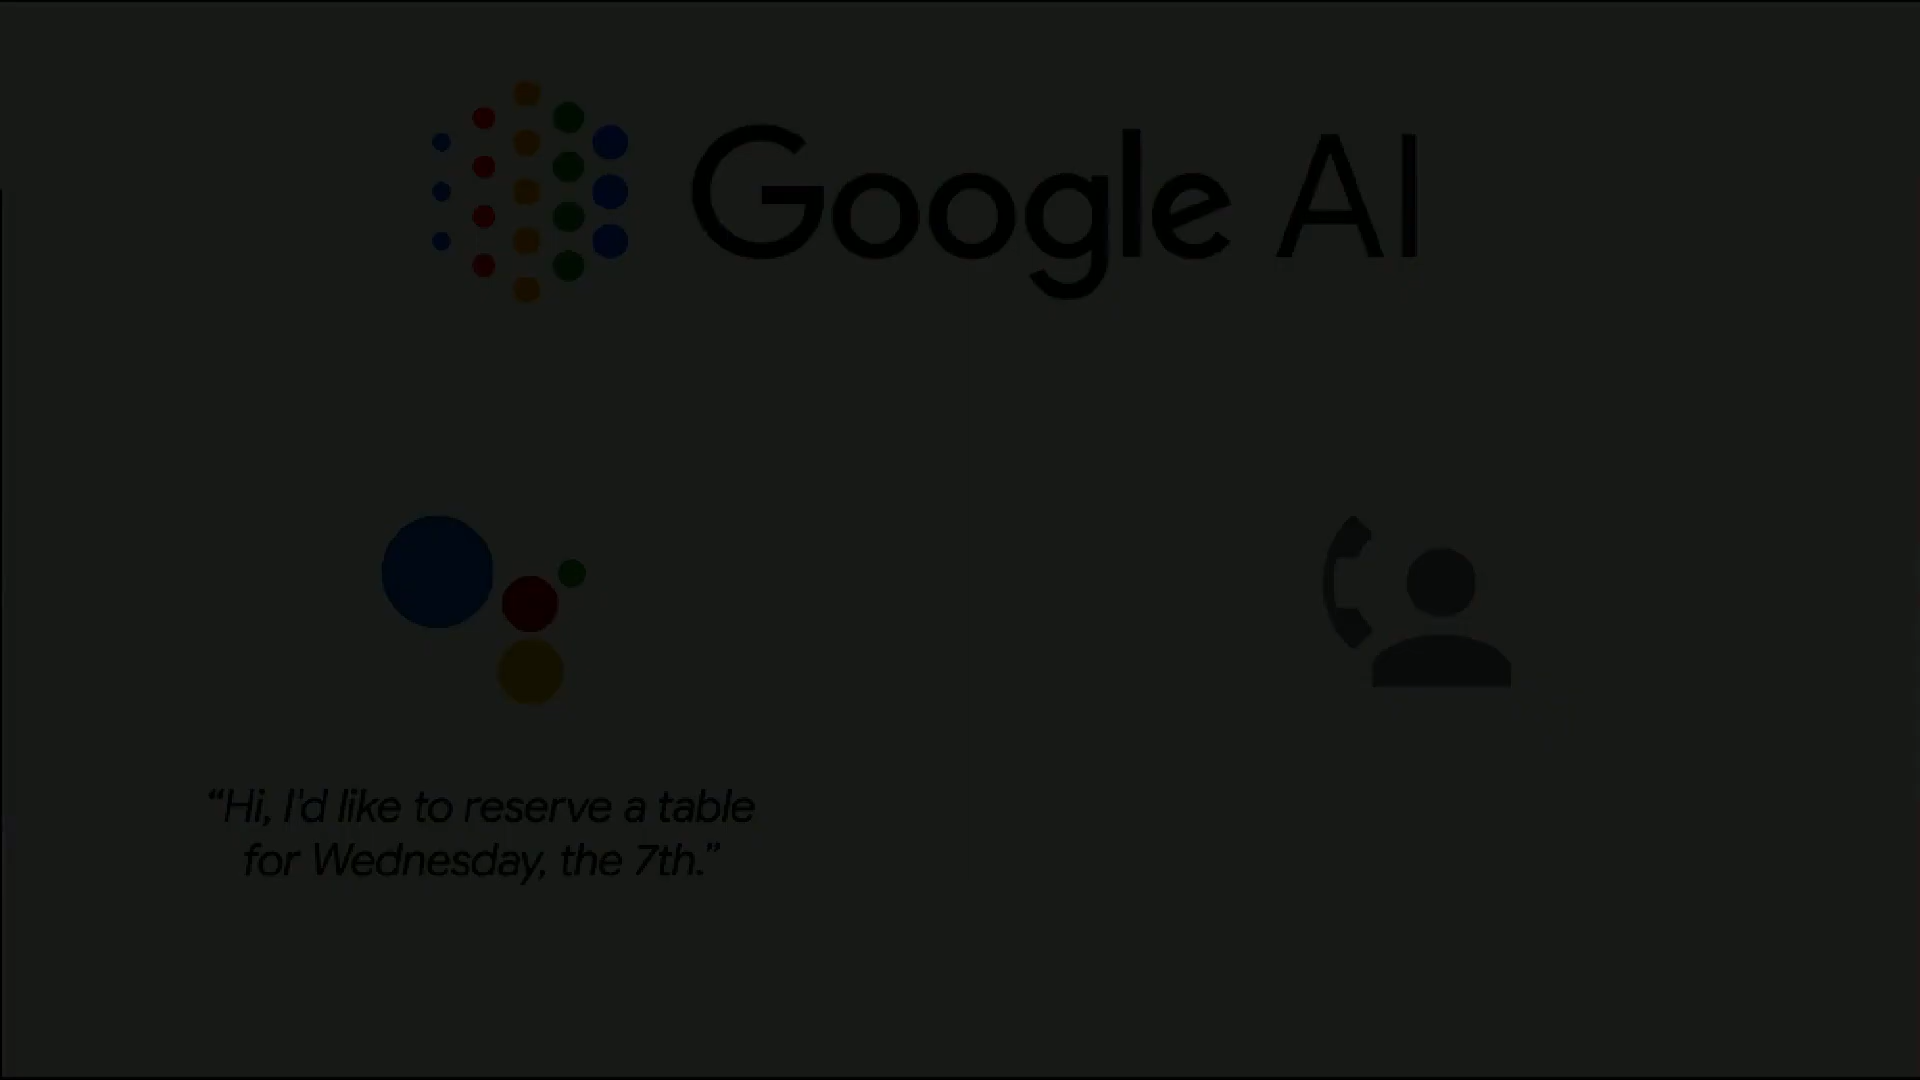 Google AI
“Hi, I'd like to reserve a table
for Wednesday, the 7th.”